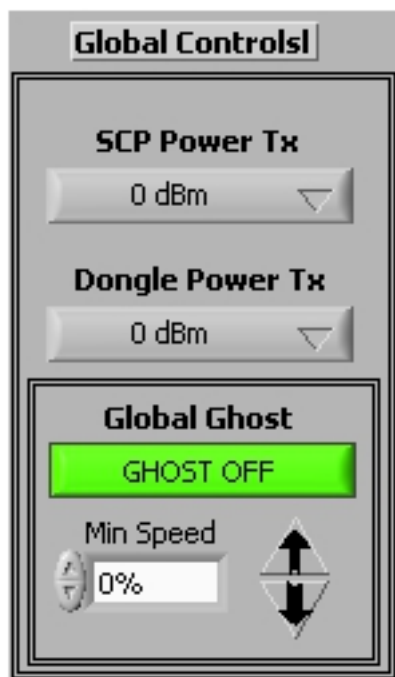 Global Controlsl
SCP Power Tx
0 dBm
Dongle Power Tx
0 dBm
Global Ghost
GHOST OFF
Min Speed
0%